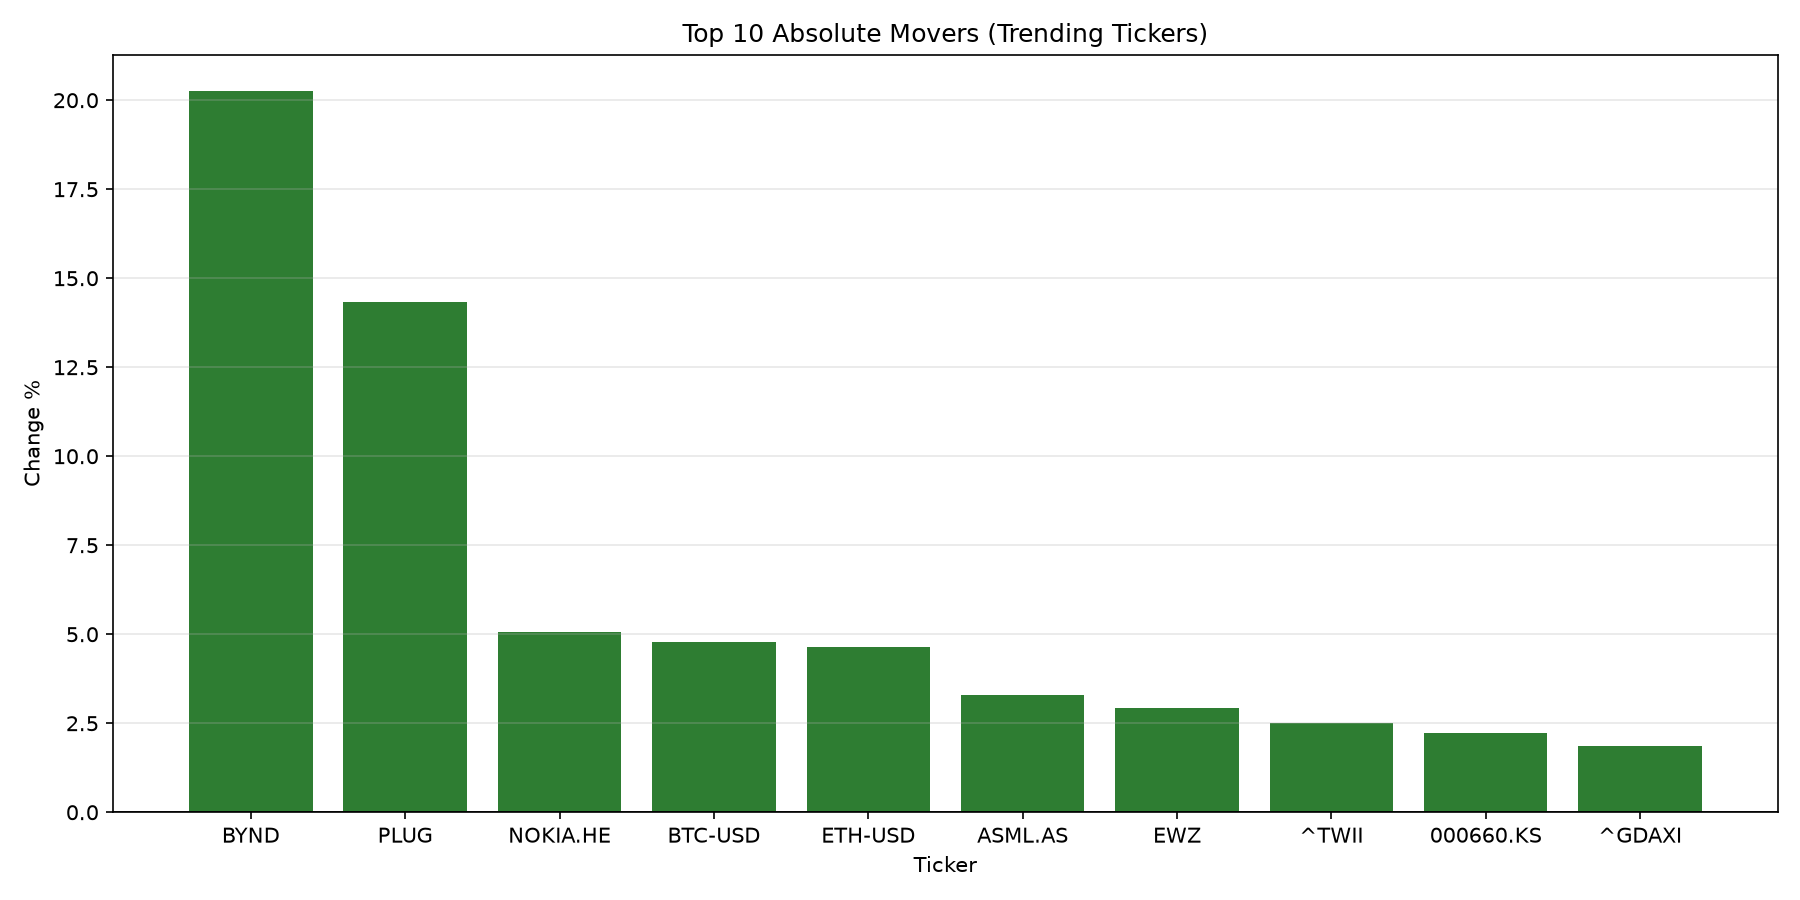 Top 10 Absolute Movers (Trending Tickers)
Change %
20.0
17.5
15.0
12.5
10.0
7.5
5.0
2.5
0.0
BYND PLUG NOKIA.HE BTC-USD ETH-USD ASML.AS EWZ ^TWII 000660.KS ^GDAXI
Ticker